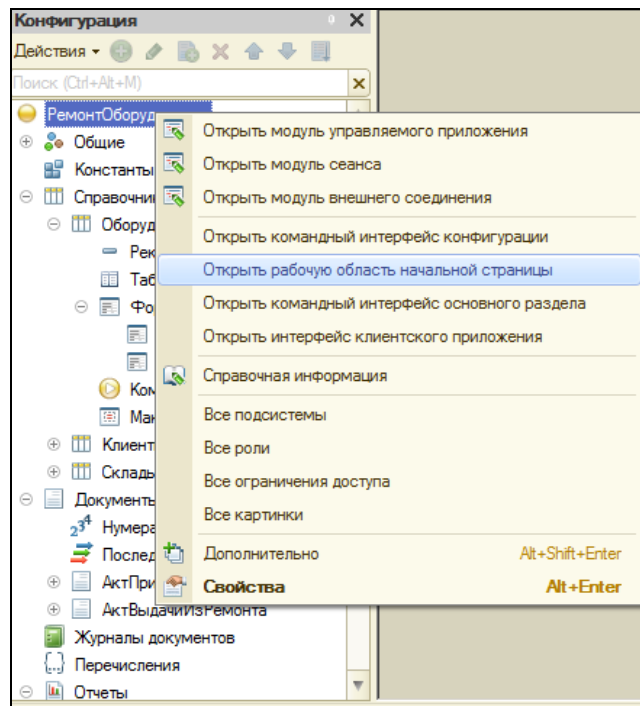 Конфигурация
Действия
Поиск (Ctrl+Alt+M)
РемонтОборуд
Общие
Константы
Справочни
Оборуд
Рек
Таб
Фо
Ком
Мак
Клиент
Склады
Документы
Нумера
Послед
АктПри
АктВыдачиИзРемонта
Журналы документов
Перечисления
Отчеты
Открыть модуль управляемого приложения
Открыть модуль сеанса
Открыть модуль внешнего соединения
Открыть командный интерфейс конфигурации
Открыть рабочую область начальной страницы
Открыть командный интерфейс основного раздела
Открыть интерфейс клиентского приложения
Справочная информация
Все подсистемы
Все роли
Все ограничения доступа
Все картинки
Дополнительно Alt+Shift+Enter
Свойства Alt+Enter